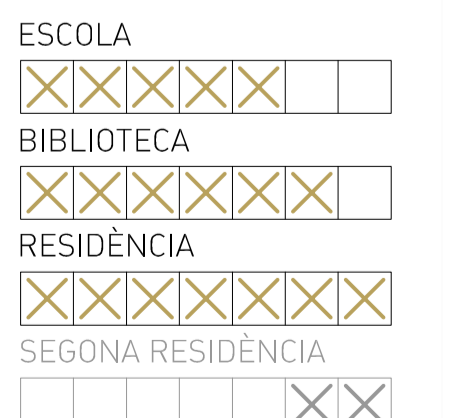 ESCOLA
BIBLIOTECA
RESIDÈNCIA
SEGONA RESIDÈNCIA